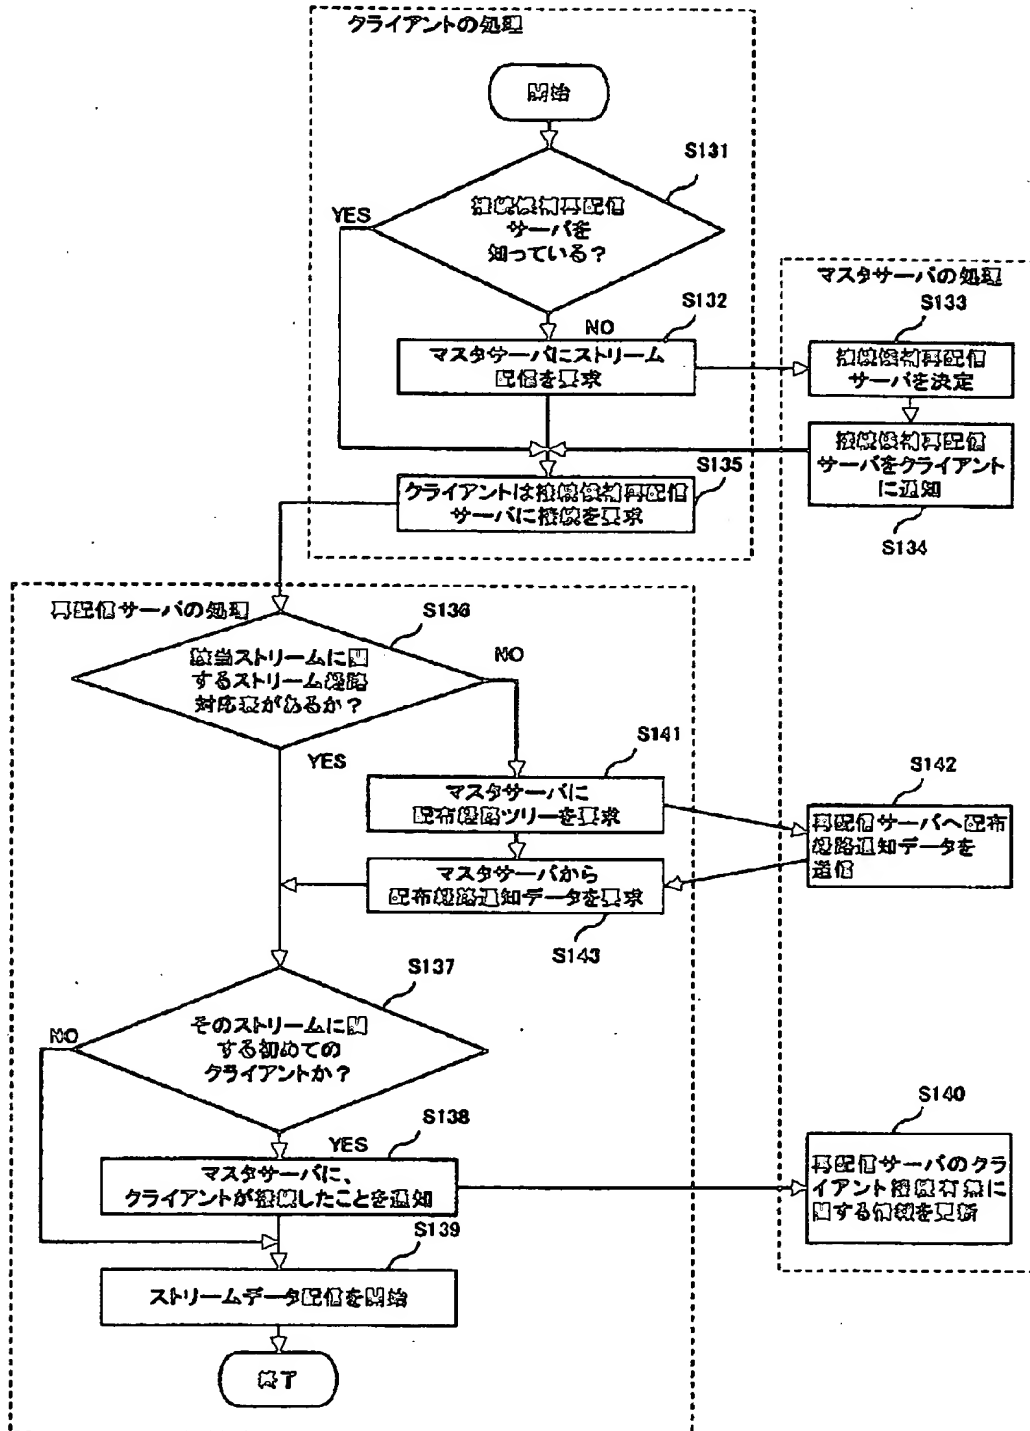 クライアントの処理
開始
S131
YES
接続候補再配信
サーバを
知っている？
S132
NO
マスタサーバにストリーム
配信を要求
マスタサーバの処理
S133
接続候補再配信
サーバを決定
接続候補再配信
サーバをクライアント
に通知
S134
S135
クライアントは接続候補再配信
サーバに接続を要求
再配信サーバの処理
S136
NO
該当ストリームに関
するストリーム経路
対応表があるか？
YES
S141
マスタサーバに
配布経路ツリーを要求
S142
再配信サーバへ配布
経路通知データを
送信
マスタサーバから
配布経路通知データを要求
S143
S137
NO
そのストリームに関
する初めての
クライアントか？
YES
S138
マスタサーバに、
クライアントが接続したことを通知
S140
再配信サーバのクラ
イアント接続有無に
関する情報を更新
S139
ストリームデータ配信を開始
終了